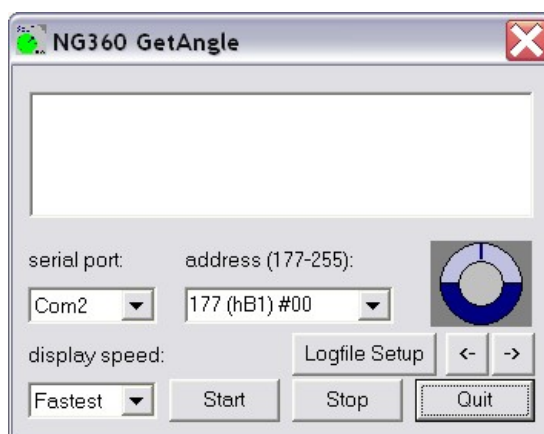 NG360 GetAngle
serial port: address (177-255):
Com2 177 (hB1) #00
display speed: Logfile Setup <- ->
Fastest Start Stop Quit